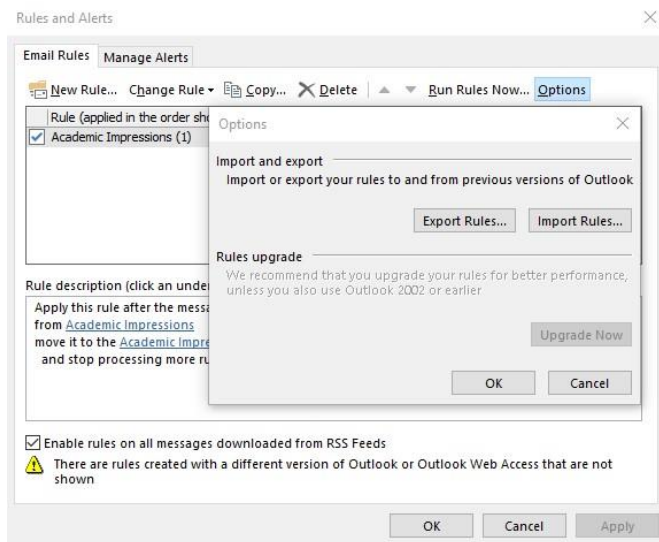 Rules and Alerts
Email Rules Manage Alerts
New Rule... Change Rule Copy... Delete Run Rules Now... Options
Rule (applied in the order
Academic Impressions (1)
Options
Import and export
Import or export your rules to and from previous versions of Outlook
Export Rules... Import Rules...
Rules upgrade
We recommend that you upgrade your rules for better performance,
unless you also use Outlook 2002 or earlier
Upgrade Now
OK Cancel
Rule description (click an
Apply this rule after the
from Academic Impressions
move it to the Academic
and stop processing more
Enable rules on all messages downloaded from RSS Feeds
There are rules created with a different version of Outlook or Outlook Web Access that are not
shown
OK Cancel Apply